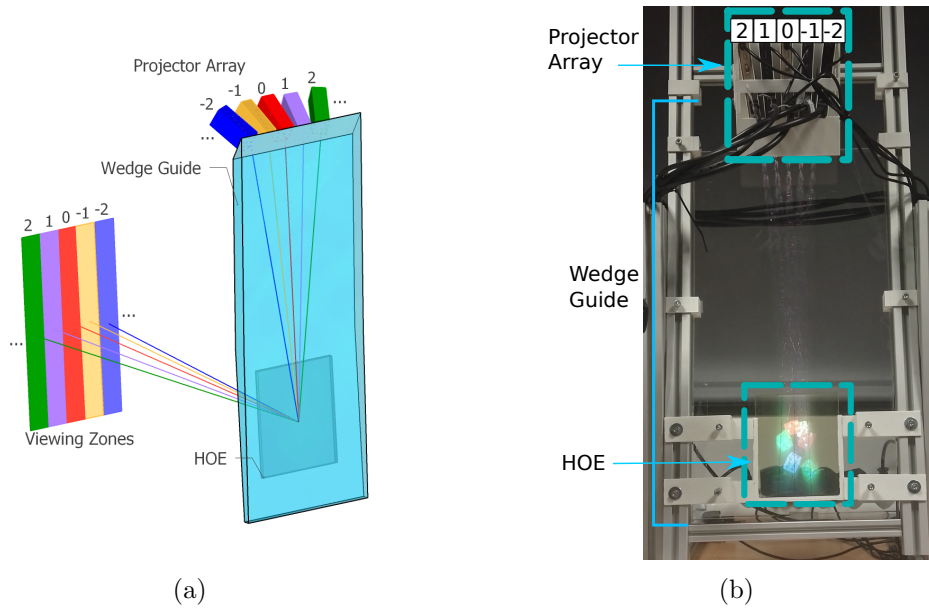 Projector Array
-2 -1 0 1 2
...
...
Wedge Guide
2 1 0 -1 -2
...
...
Viewing Zones
HOE
(a)
2 1 0 -1 -2
Projector
Array
Wedge
Guide
HOE
(b)